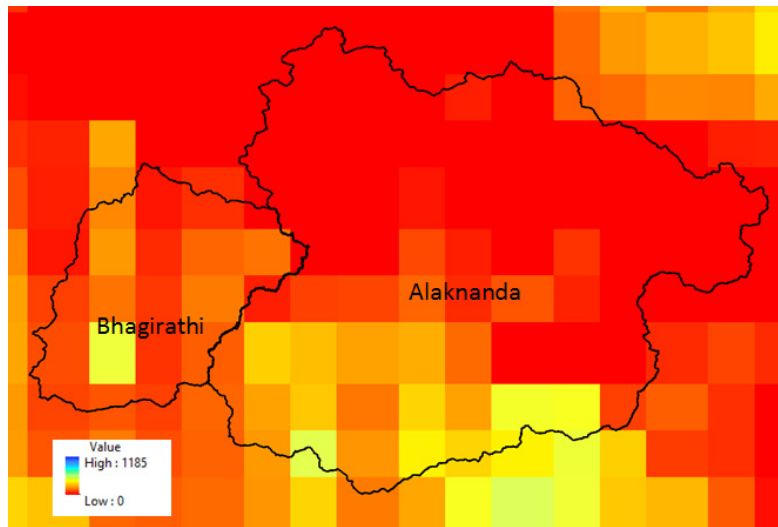 Alaknanda
Bhagirathi
Value
High : 1185
Low : 0